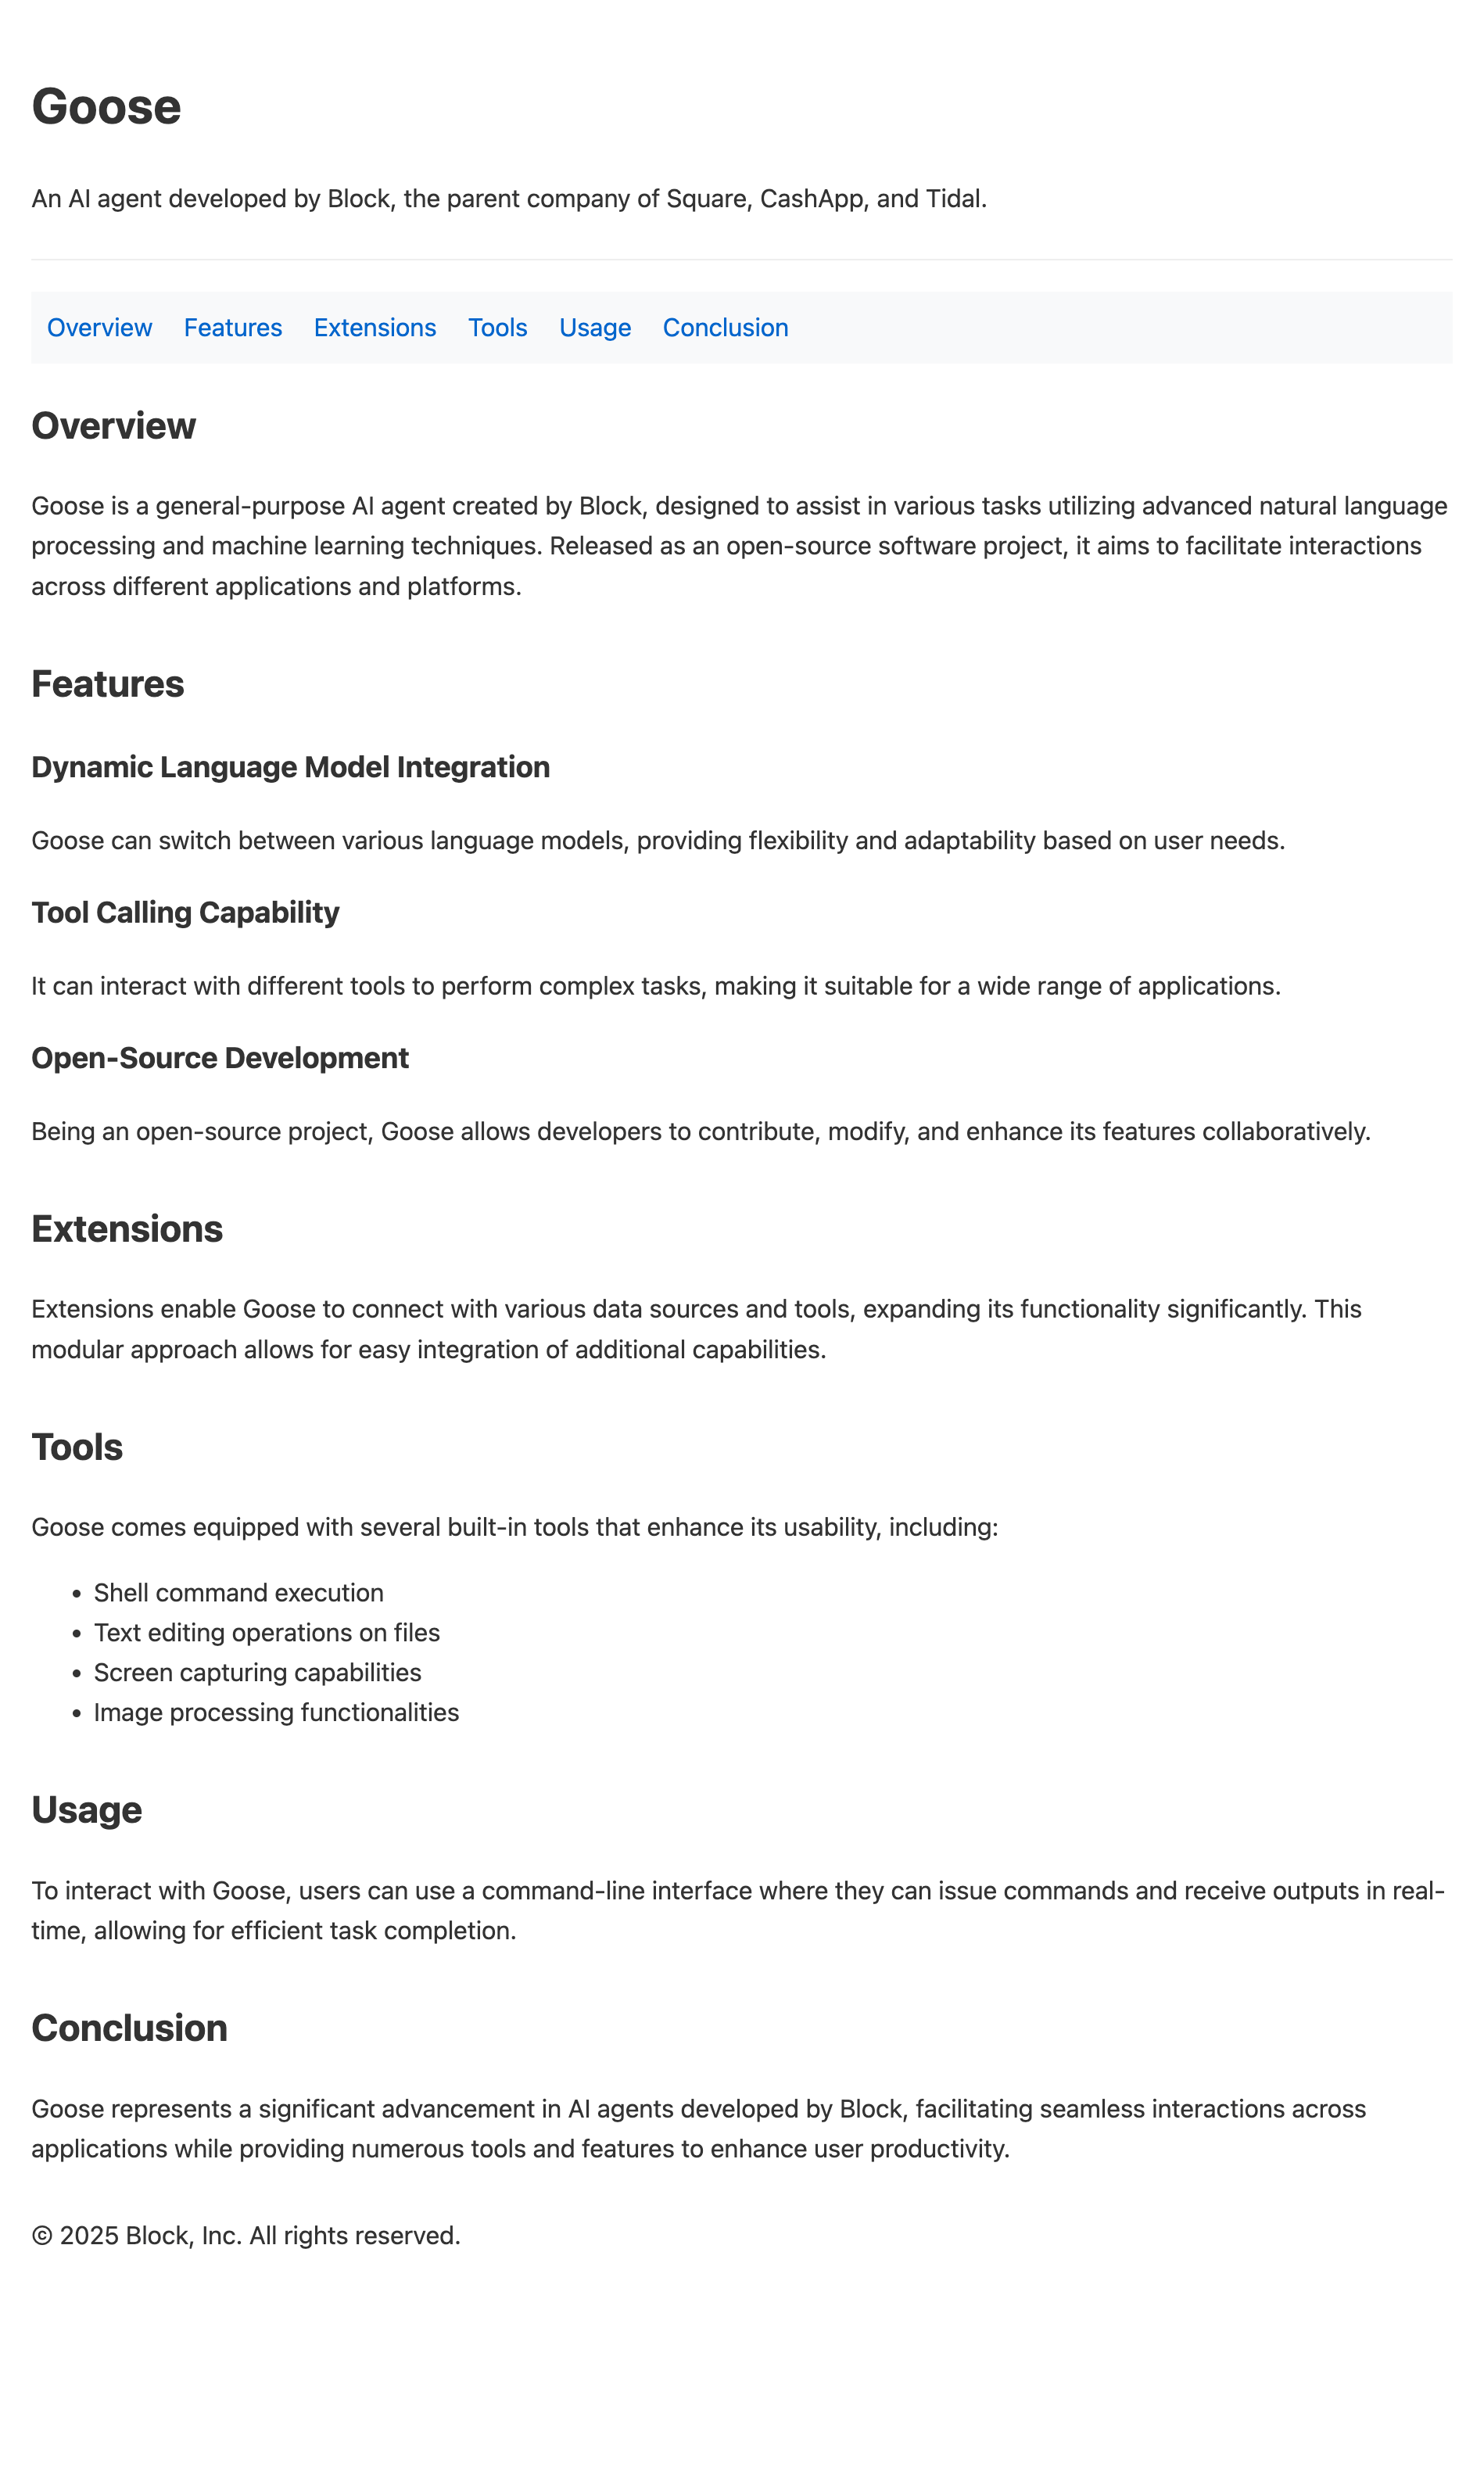 Goose
An AI agent developed by Block, the parent company of Square, CashApp, and Tidal.
Overview Features Extensions Tools Usage Conclusion
Overview
Goose is a general-purpose AI agent created by Block, designed to assist in various tasks utilizing advanced natural language
processing and machine learning techniques. Released as an open-source software project, it aims to facilitate interactions
across different applications and platforms.
Features
Dynamic Language Model Integration
Goose can switch between various language models, providing flexibility and adaptability based on user needs.
Tool Calling Capability
It can interact with different tools to perform complex tasks, making it suitable for a wide range of applications.
Open-Source Development
Being an open-source project, Goose allows developers to contribute, modify, and enhance its features collaboratively.
Extensions
Extensions enable Goose to connect with various data sources and tools, expanding its functionality significantly. This
modular approach allows for easy integration of additional capabilities.
Tools
Goose comes equipped with several built-in tools that enhance its usability, including:
• Shell command execution
• Text editing operations on files
• Screen capturing capabilities
• Image processing functionalities
Usage
To interact with Goose, users can use a command-line interface where they can issue commands and receive outputs in real-
time, allowing for efficient task completion.
Conclusion
Goose represents a significant advancement in AI agents developed by Block, facilitating seamless interactions across
applications while providing numerous tools and features to enhance user productivity.
© 2025 Block, Inc. All rights reserved.